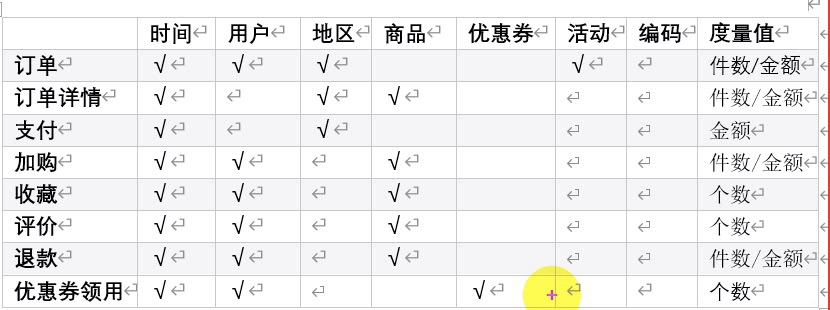 时间 用户 地区 商品 优惠券 活动 编码 度量值
订单 √ √ √ √ 件数/金额
订单详情 √ √ √ 件数/金额
支付 √ √ 金额
加购 √ √ √ 件数/金额
收藏 √ √ √ 个数
评价 √ √ √ 个数
退款 √ √ √ 件数/金额
优惠券领用 √ √ √ 个数